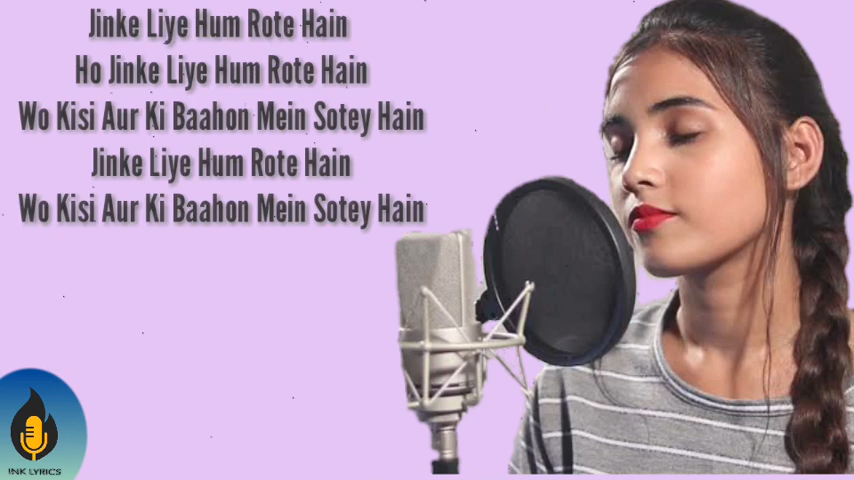 Jinke Liye Hum Rote Hain
Ho Jinke Liye Hum Rote Hain
Wo Kisi Aur Ki Baahon Mein Sotey Hain
Jinke Liye Hum Rote Hain
Wo Kisi Aur Ki Baahon Mein Sotey Hain
INK LYRICS